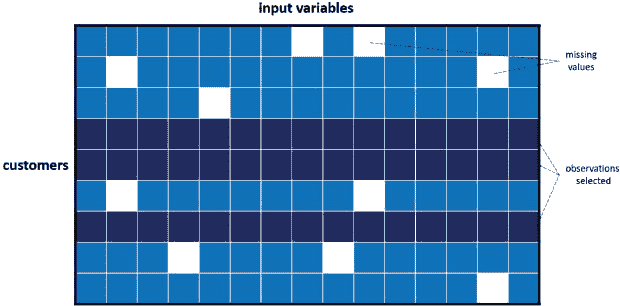 input variables
missing
values
customers
observations
selected